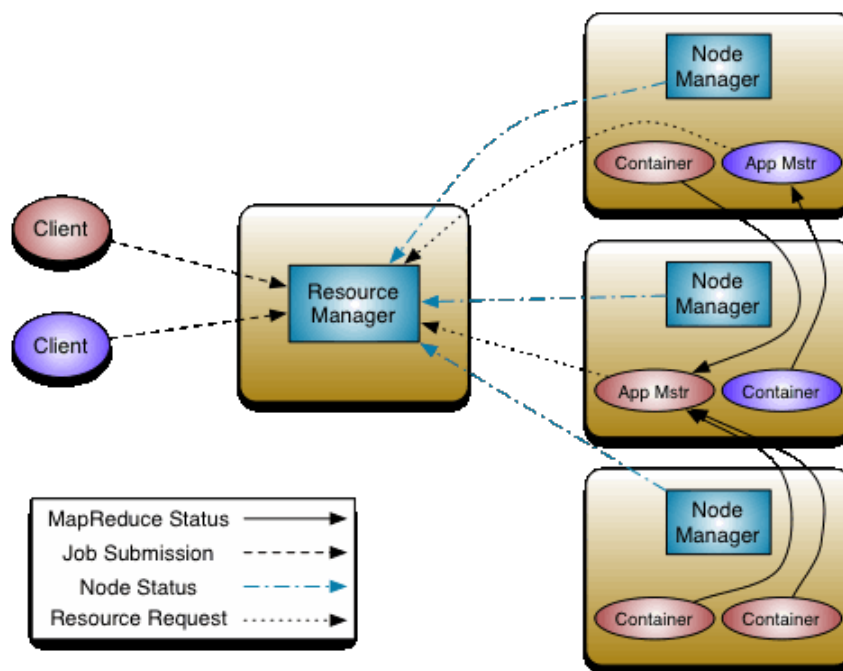 Node
Manager
Container
App Mstr
Client
Client
Resource
Manager
Node
Manager
App Mstr
Container
Node
Manager
Container
Container
MapReduce Status
Job Submission
Node Status
Resource Request